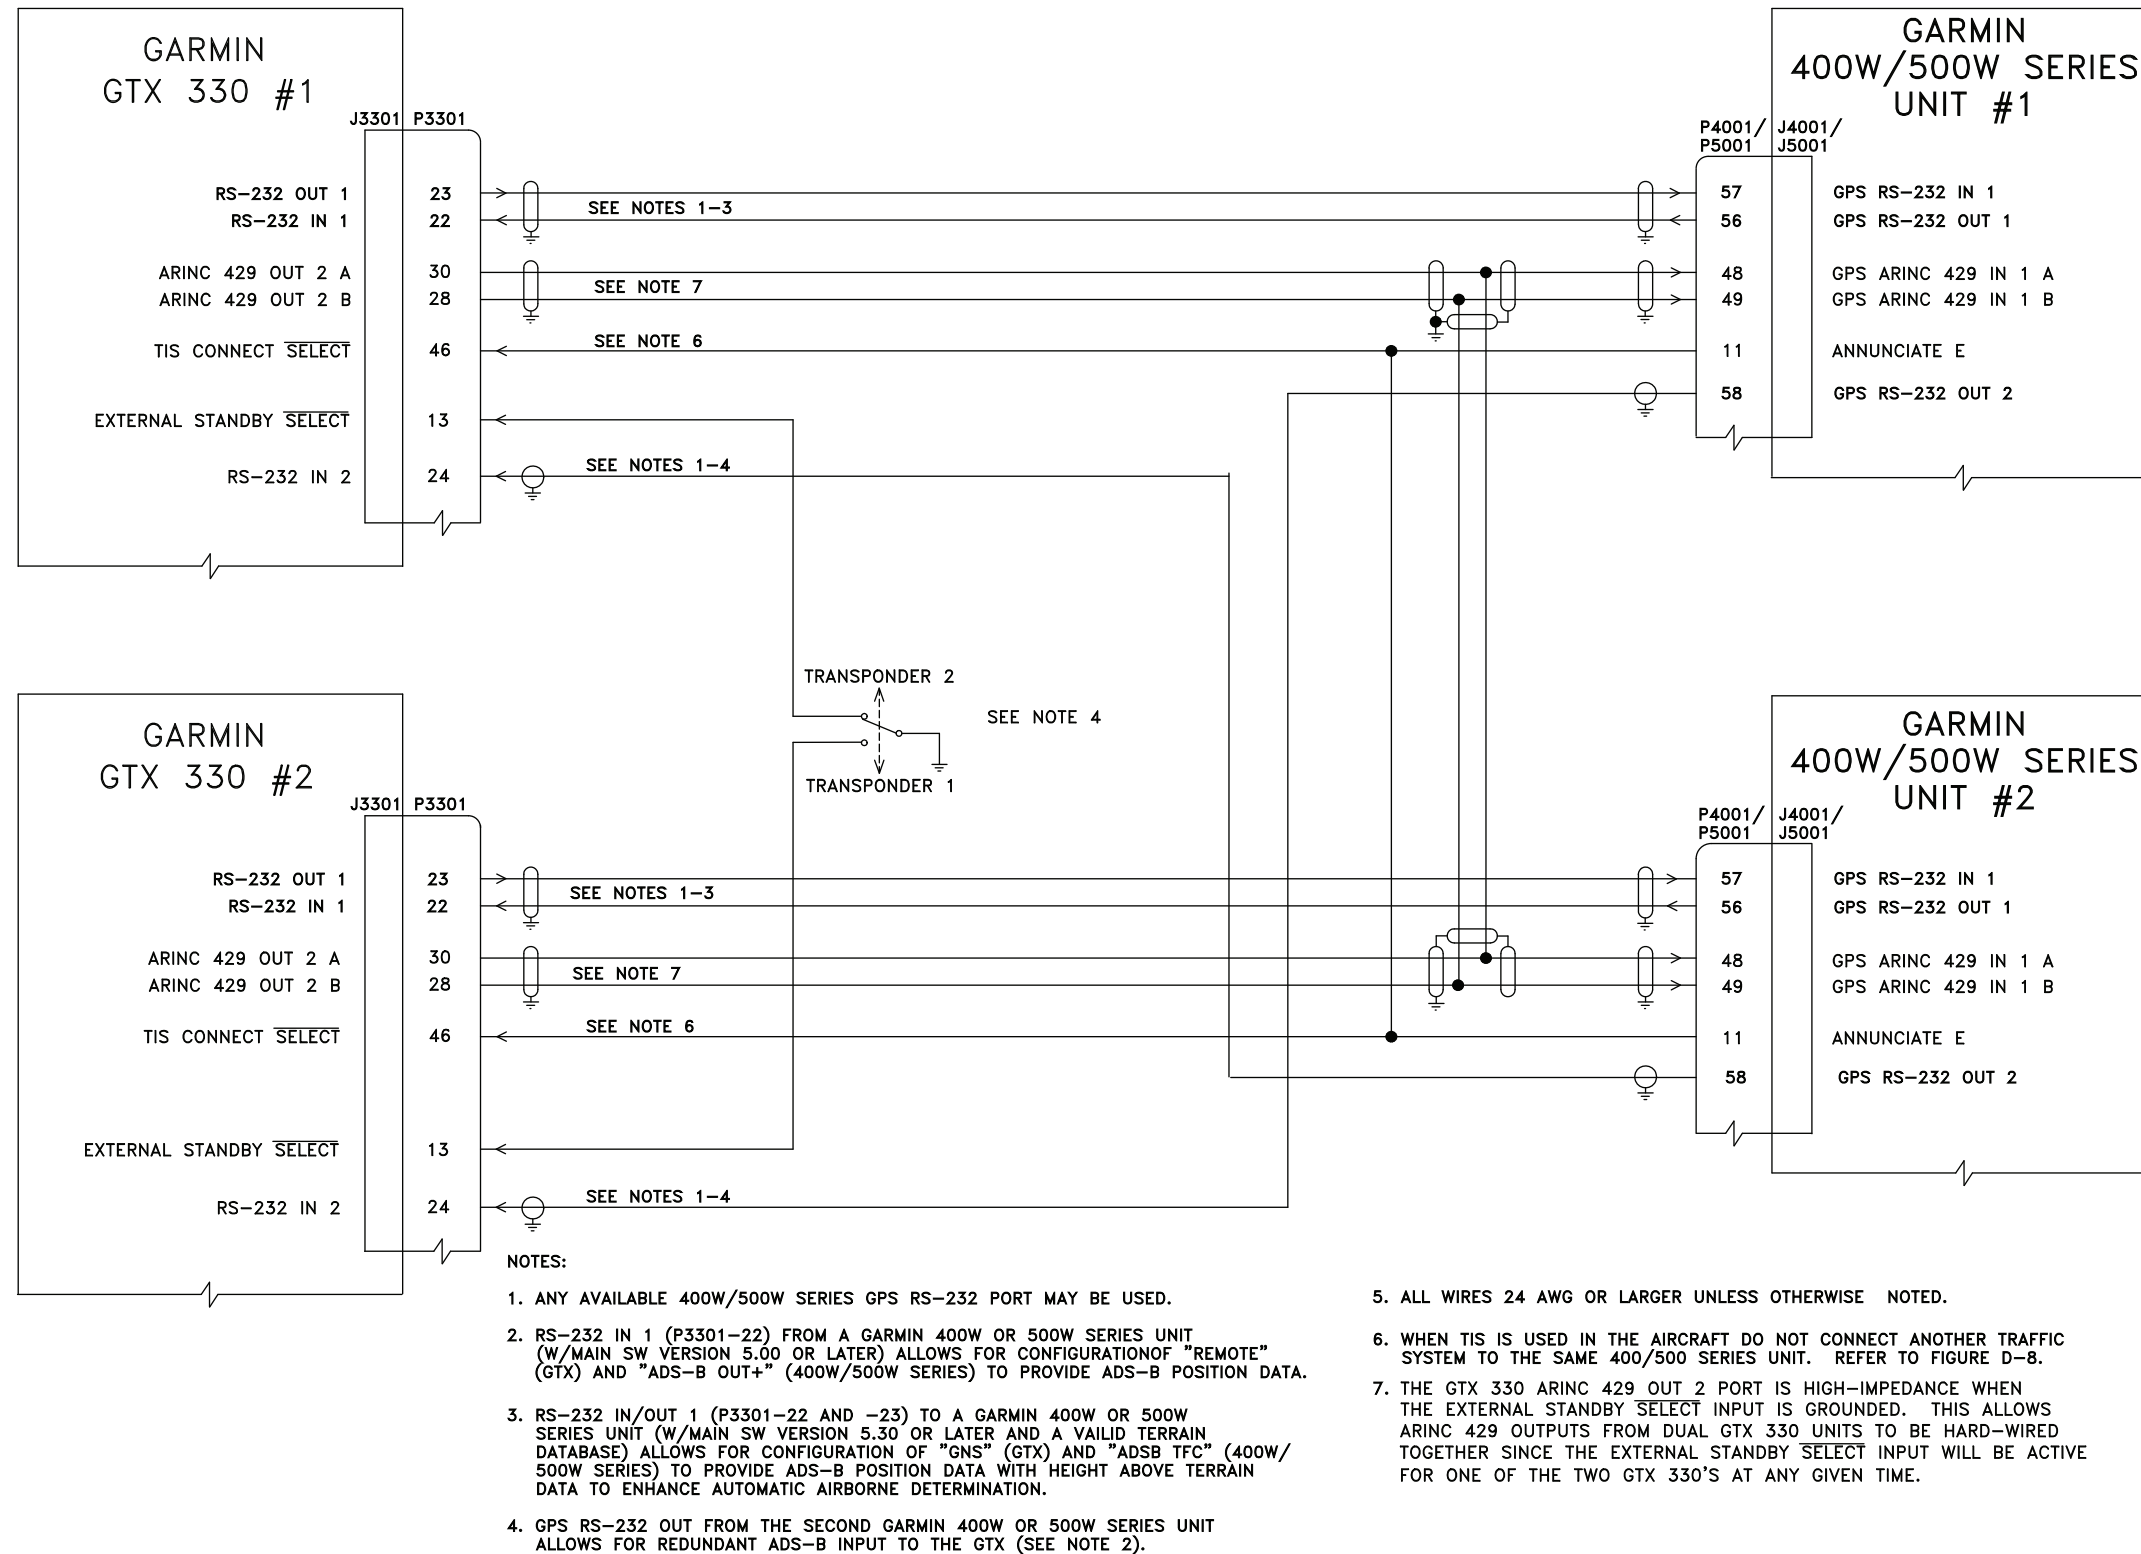 GARMIN
GTX 330 #1
J3301 P3301
RS-232 OUT 1 23
RS-232 IN 1 22
ARINC 429 OUT 2 A 30
ARINC 429 OUT 2 B 28
TIS CONNECT SELECT 46
EXTERNAL STANDBY SELECT 13
RS-232 IN 2 24
SEE NOTES 1-3
SEE NOTE 7
SEE NOTE 6
SEE NOTES 1-4
GARMIN
400W/500W SERIES
UNIT #1
P4001/ J4001/
P5001 J5001
57 GPS RS-232 IN 1
56 GPS RS-232 OUT 1
48 GPS ARINC 429 IN 1 A
49 GPS ARINC 429 IN 1 B
11 ANNUNCIATE E
58 GPS RS-232 OUT 2
TRANSPONDER 2
SEE NOTE 4
TRANSPONDER 1
GARMIN
GTX 330 #2
J3301 P3301
RS-232 OUT 1 23
RS-232 IN 1 22
ARINC 429 OUT 2 A 30
ARINC 429 OUT 2 B 28
TIS CONNECT SELECT 46
EXTERNAL STANDBY SELECT 13
RS-232 IN 2 24
SEE NOTES 1-3
SEE NOTE 7
SEE NOTE 6
SEE NOTES 1-4
GARMIN
400W/500W SERIES
UNIT #2
P4001/ J4001/
P5001 J5001
57 GPS RS-232 IN 1
56 GPS RS-232 OUT 1
48 GPS ARINC 429 IN 1 A
49 GPS ARINC 429 IN 1 B
11 ANNUNCIATE E
58 GPS RS-232 OUT 2
NOTES:
1. ANY AVAILABLE 400W/500W SERIES GPS RS-232 PORT MAY BE USED.
2. RS-232 IN 1 (P3301-22) FROM A GARMIN 400W OR 500W SERIES UNIT
(W/MAIN SW VERSION 5.00 OR LATER) ALLOWS FOR CONFIGURATIONOF "REMOTE"
(GTX) AND "ADS-B OUT+" (400W/500W SERIES) TO PROVIDE ADS-B POSITION DATA.
3. RS-232 IN/OUT 1 (P3301-22 AND -23) TO A GARMIN 400W OR 500W
SERIES UNIT (W/MAIN SW VERSION 5.30 OR LATER AND A VAILID TERRAIN
DATABASE) ALLOWS FOR CONFIGURATION OF "GNS" (GTX) AND "ADSB TFC" (400W/
500W SERIES) TO PROVIDE ADS-B POSITION DATA WITH HEIGHT ABOVE TERRAIN
DATA TO ENHANCE AUTOMATIC AIRBORNE DETERMINATION.
4. GPS RS-232 OUT FROM THE SECOND GARMIN 400W OR 500W SERIES UNIT
ALLOWS FOR REDUNDANT ADS-B INPUT TO THE GTX (SEE NOTE 2).
5. ALL WIRES 24 AWG OR LARGER UNLESS OTHERWISE NOTED.
6. WHEN TIS IS USED IN THE AIRCRAFT DO NOT CONNECT ANOTHER TRAFFIC
SYSTEM TO THE SAME 400/500 SERIES UNIT. REFER TO FIGURE D-8.
7. THE GTX 330 ARINC 429 OUT 2 PORT IS HIGH-IMPEDANCE WHEN
THE EXTERNAL STANDBY SELECT INPUT IS GROUNDED. THIS ALLOWS
ARINC 429 OUTPUTS FROM DUAL GTX 330 UNITS TO BE HARD-WIRED
TOGETHER SINCE THE EXTERNAL STANDBY SELECT INPUT WILL BE ACTIVE
FOR ONE OF THE TWO GTX 330'S AT ANY GIVEN TIME.